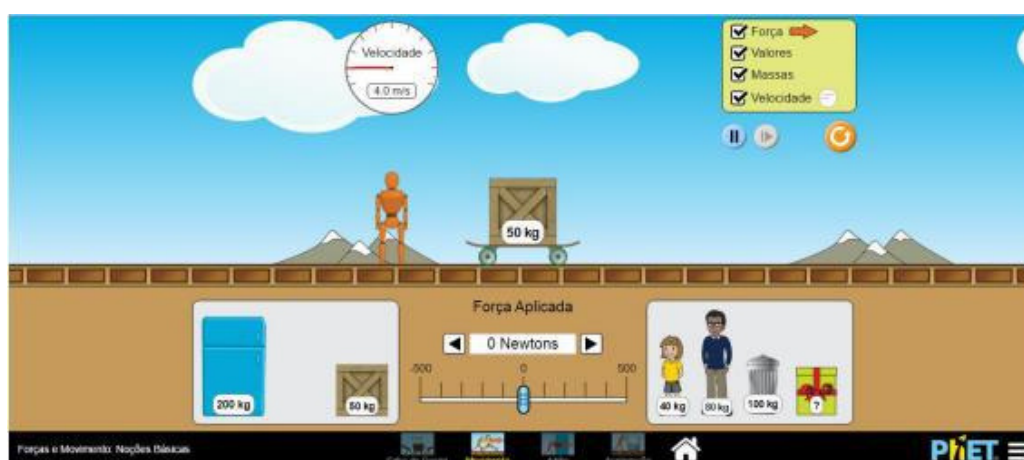 Velocidade
4.0 m/s
Força
Valores
Massas
Velocidade
50 kg
Força Aplicada
0 Newtons
-500 0 500
200 kg
50 kg
40 kg
80 kg
100 kg
?
Forças e Movimento: Noções Básicas
PhET